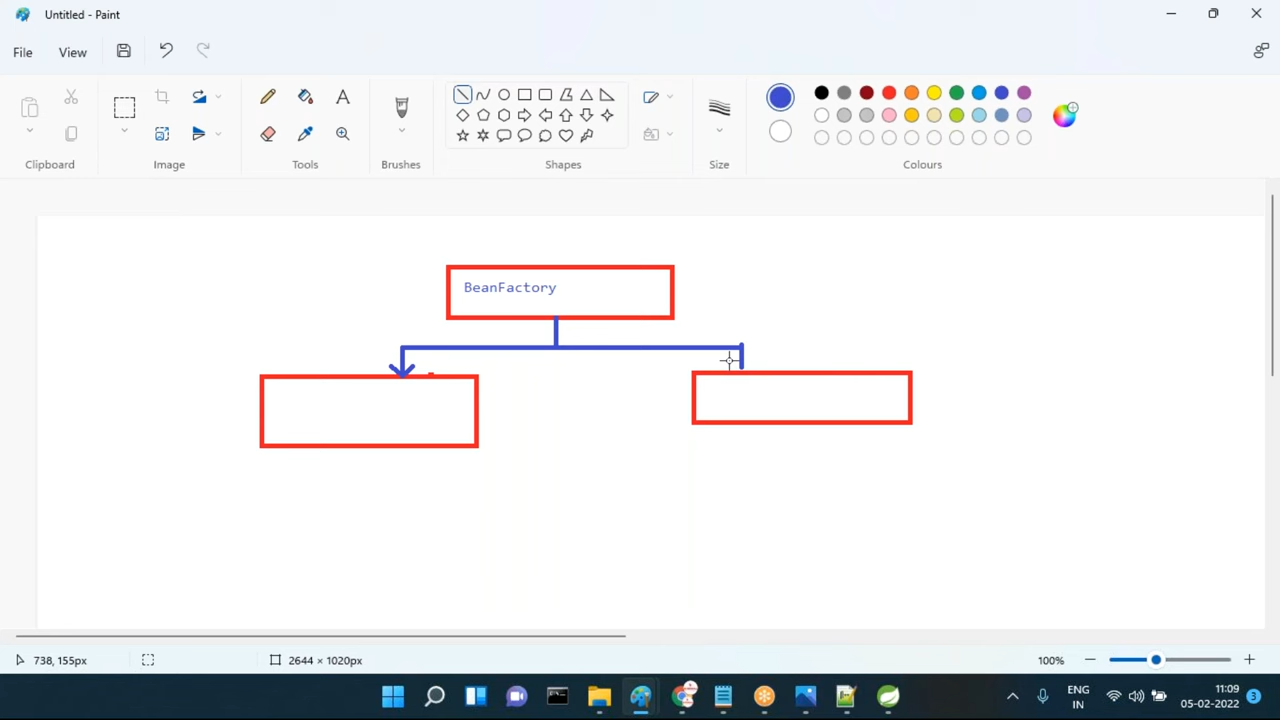 Untitled - Paint
File
View
Clipboard
Image
Tools
Brushes
Shapes
Size
Colours
BeanFactory
738, 155px
2644 × 1020px
100%
ENG
IN
11:09
05-02-2022
3